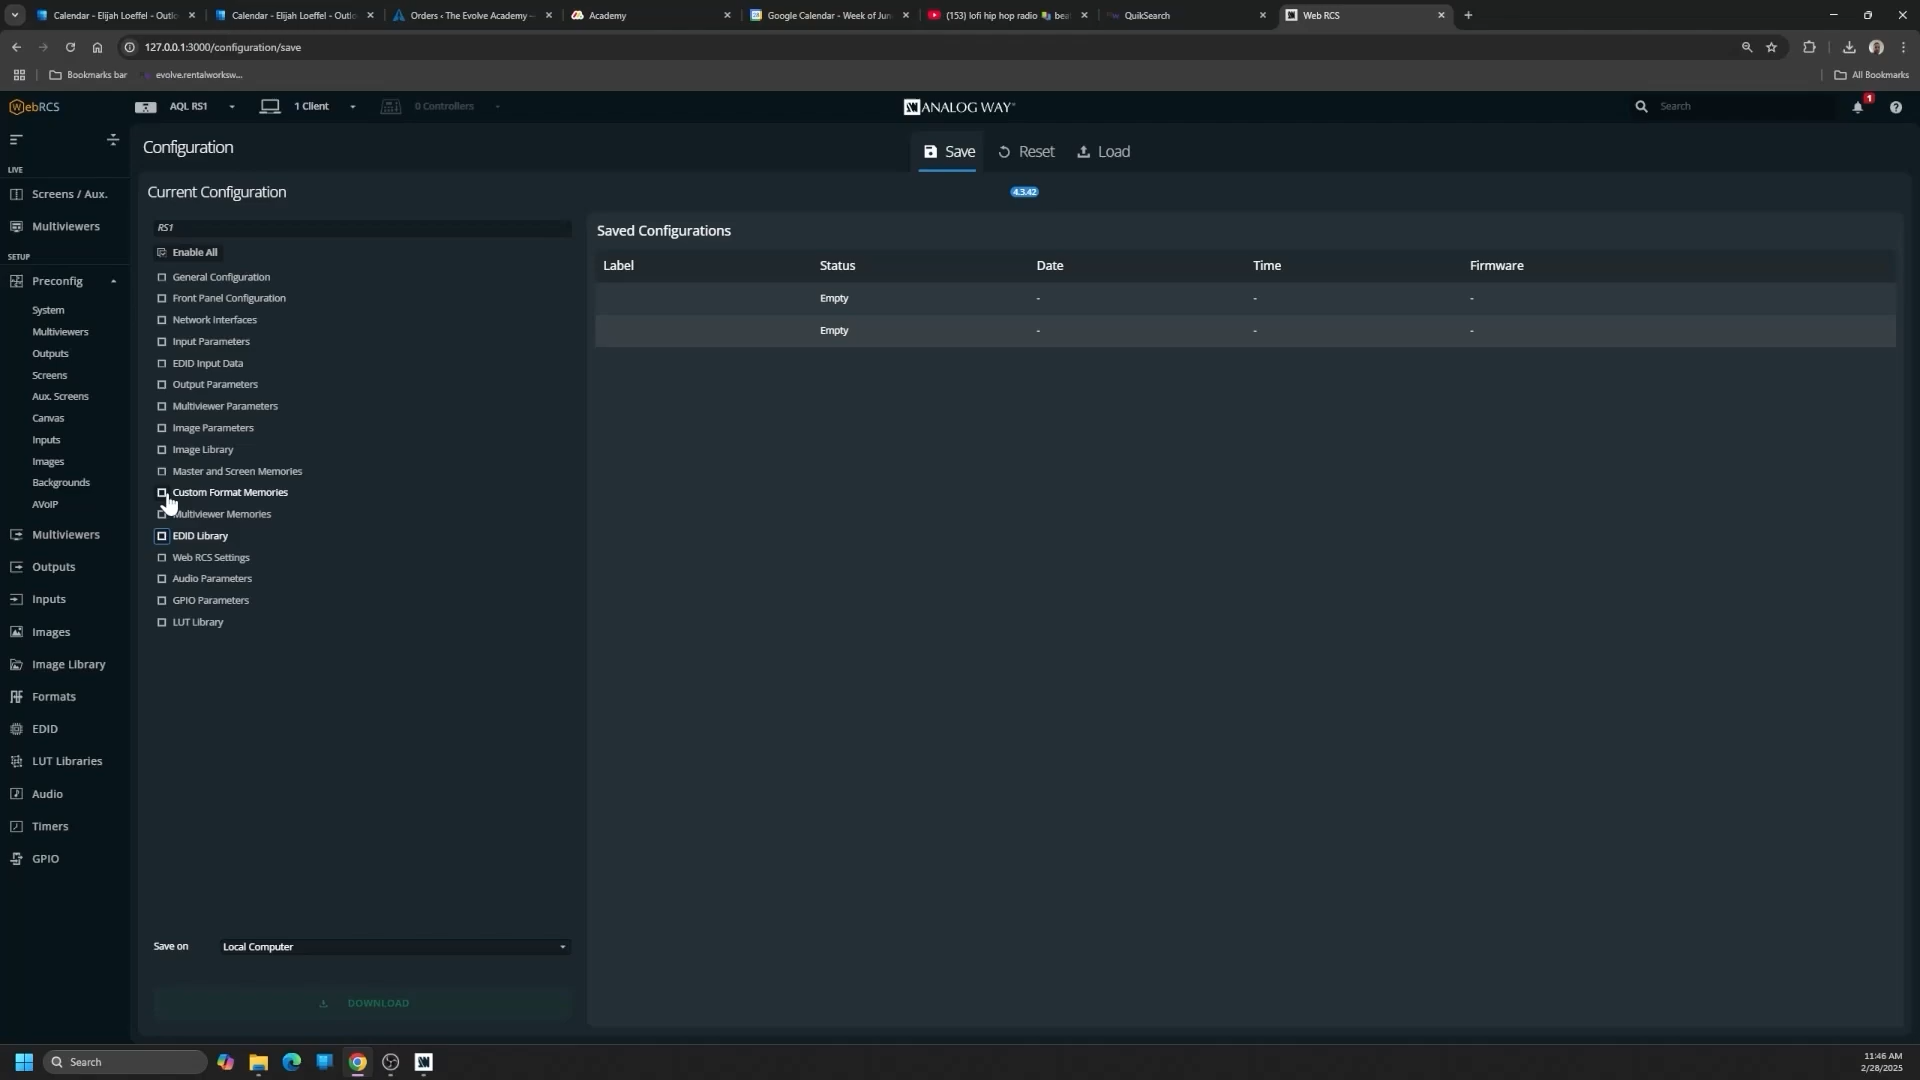 Calendar - Elijah Loeffel - Outlo
Calendar - Elijah Loeffel - Outlo
Orders ‹ The Evolve Academy —
Academy
Google Calendar - Week of Jun
(153) lofi hip hop radio 📚 bea
QuikSearch
Web RCS
127.0.0.1:3000/configuration/save
Bookmarks bar
evolve.rentalworksw...
All Bookmarks
WebRCS
AQL RS1
1 Client
0 Controllers
ANALOG WAY
Search
1
Configuration
Save
Reset
Load
LIVE
Screens / Aux.
Multiviewers
SETUP
Preconfig
System
Multiviewers
Outputs
Screens
Aux. Screens
Canvas
Inputs
Images
Backgrounds
AVoIP
Multiviewers
Outputs
Inputs
Images
Image Library
Formats
EDID
LUT Libraries
Audio
Timers
GPIO
Current Configuration
4.3.42
RS1
Enable All
General Configuration
Front Panel Configuration
Network Interfaces
Input Parameters
EDID Input Data
Output Parameters
Multiviewer Parameters
Image Parameters
Image Library
Master and Screen Memories
Custom Format Memories
Multiviewer Memories
EDID Library
Web RCS Settings
Audio Parameters
GPIO Parameters
LUT Library
Save on
Local Computer
DOWNLOAD
Saved Configurations
Label Status Date Time Firmware
Empty - - -
Empty - - -
Search
11:46 AM
2/28/2025